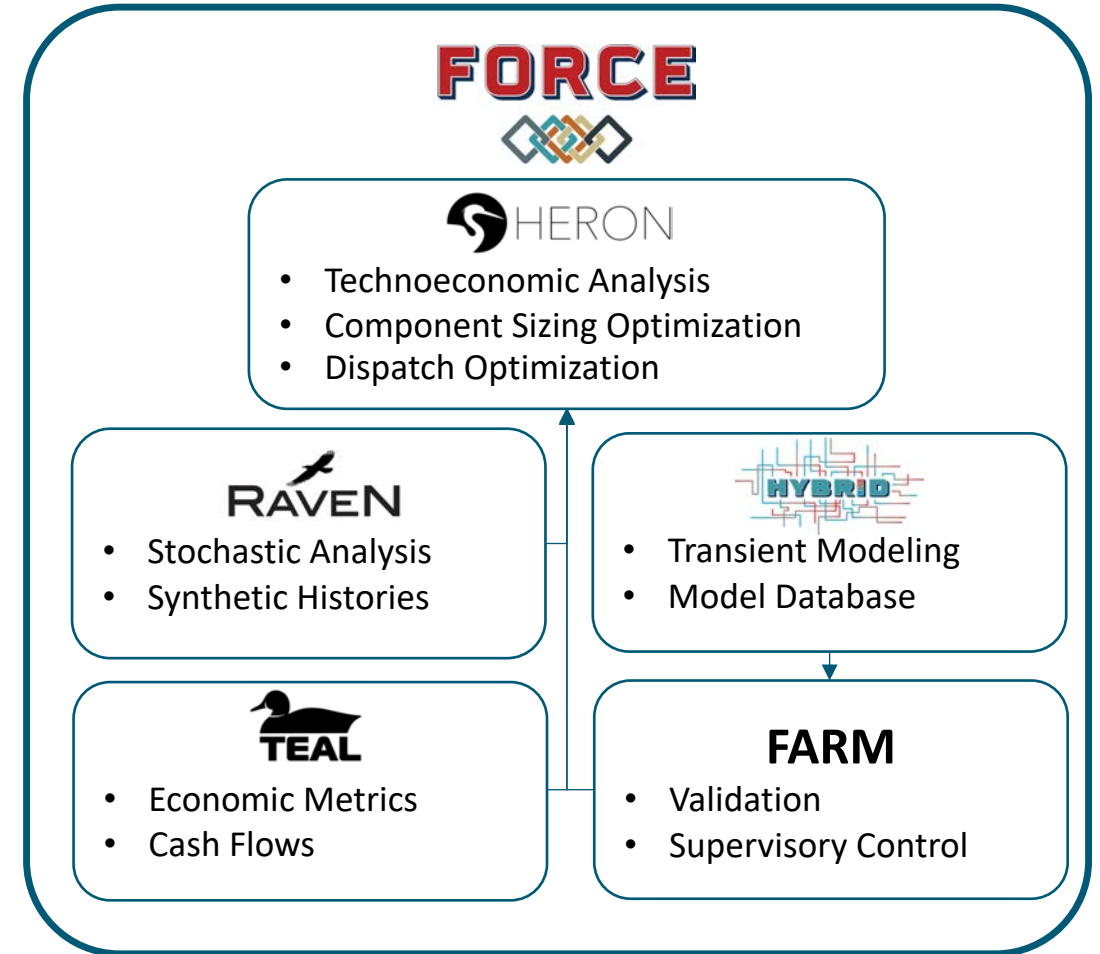 FORCE
HERON
• Technoeconomic Analysis
• Component Sizing Optimization
• Dispatch Optimization
RAVEN
• Stochastic Analysis
• Synthetic Histories
HYBRID
• Transient Modeling
• Model Database
TEAL
• Economic Metrics
• Cash Flows
FARM
• Validation
• Supervisory Control